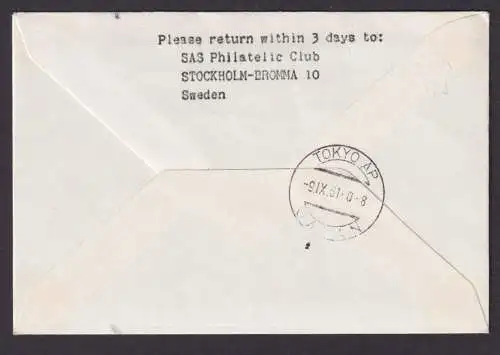 Please return within 3 days to:
SAS Philatelic Club
STOCKHOLM-BROMMA 10
Sweden
TOKYO AP
-9.IX.61-0-8